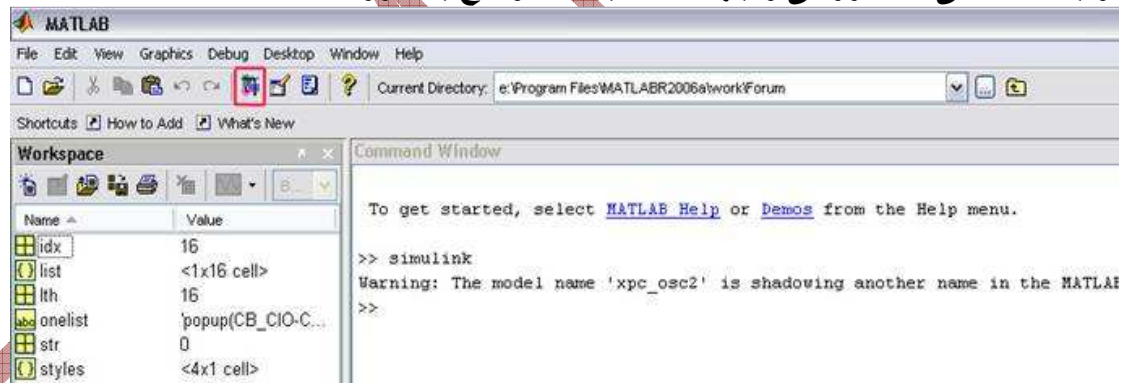 MATLAB
File Edit View Graphics Debug Desktop Window Help
Current Directory: e:\Program Files\MATLABR2006a\work\Forum
Shortcuts How to Add What's New
Workspace
Command Window
B...
Name Value
To get started, select MATLAB Help or Demos from the Help menu.
idx 16
list <1x16 cell>
lth 16
onelist 'popup(CB_CIO-C...
str 0
styles <4x1 cell>
>> simulink
Warning: The model name 'xpc_osc2' is shadowing another name in the MATLAB
>>